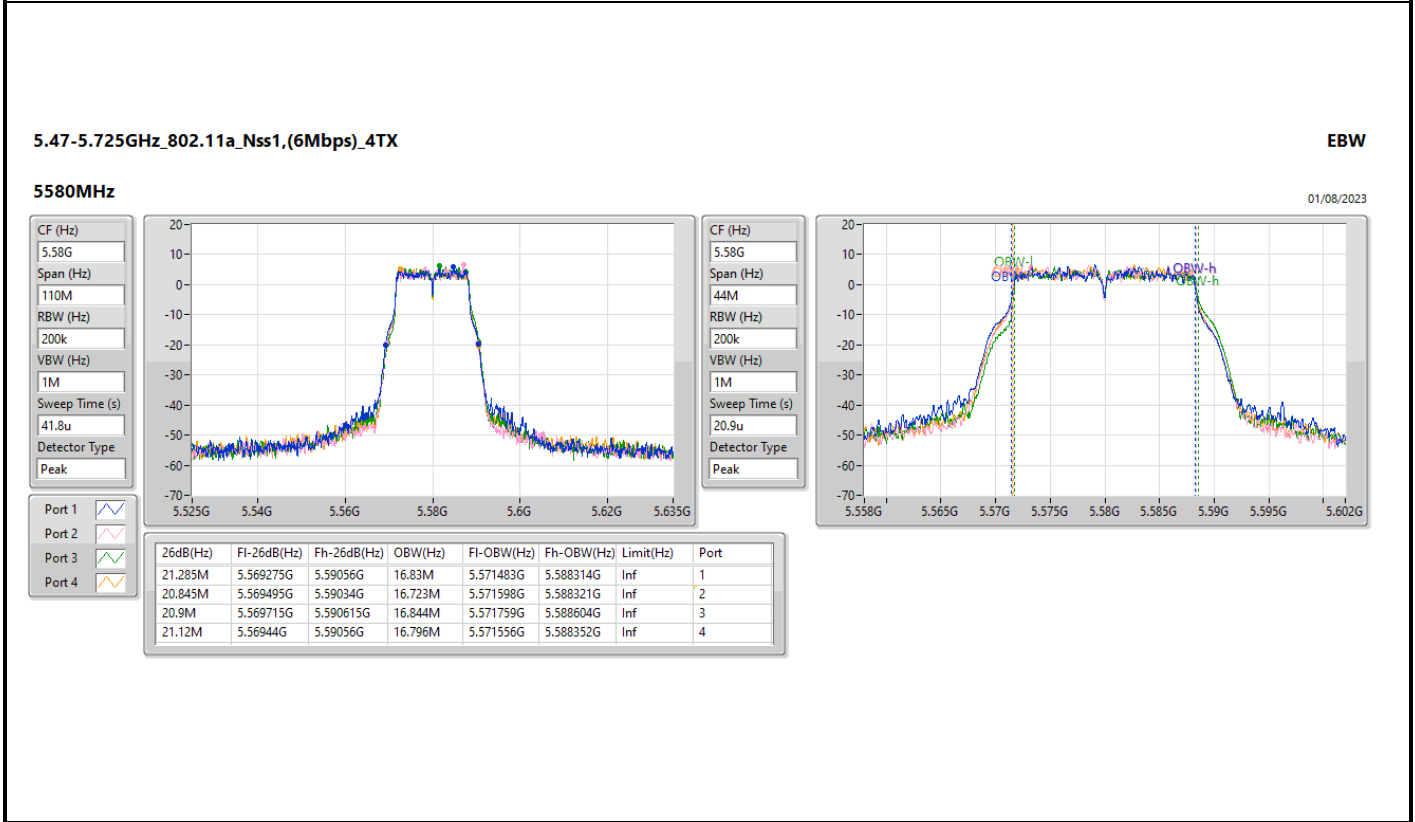 5.47-5.725GHz_802.11a_Nss1,(6Mbps)_4TX EBW
5580MHz 01/08/2023
CF (Hz)
5.58G
Span (Hz)
110M
RBW (Hz)
200k
VBW (Hz)
1M
Sweep Time (s)
41.8u
Detector Type
Peak
20
10
0
-10
-20
-30
-40
-50
-60
-70
5.525G 5.54G 5.56G 5.58G 5.6G 5.62G 5.635G
CF (Hz)
5.58G
Span (Hz)
44M
RBW (Hz)
200k
VBW (Hz)
1M
Sweep Time (s)
20.9u
Detector Type
Peak
20
10
0
-10
-20
-30
-40
-50
-60
-70
OBW-l
OBW-h
OBW-h
5.558G 5.565G 5.57G 5.575G 5.58G 5.585G 5.59G 5.595G 5.602G
Port 1
Port 2
Port 3
Port 4
26dB(Hz) Fl-26dB(Hz) Fh-26dB(Hz) OBW(Hz) Fl-OBW(Hz) Fh-OBW(Hz) Limit(Hz) Port
21.285M 5.569275G 5.59056G 16.83M 5.571483G 5.588314G Inf 1
20.845M 5.569495G 5.59034G 16.723M 5.571598G 5.588321G Inf 2
20.9M 5.569715G 5.590615G 16.844M 5.571759G 5.588604G Inf 3
21.12M 5.56944G 5.59056G 16.796M 5.571556G 5.588352G Inf 4